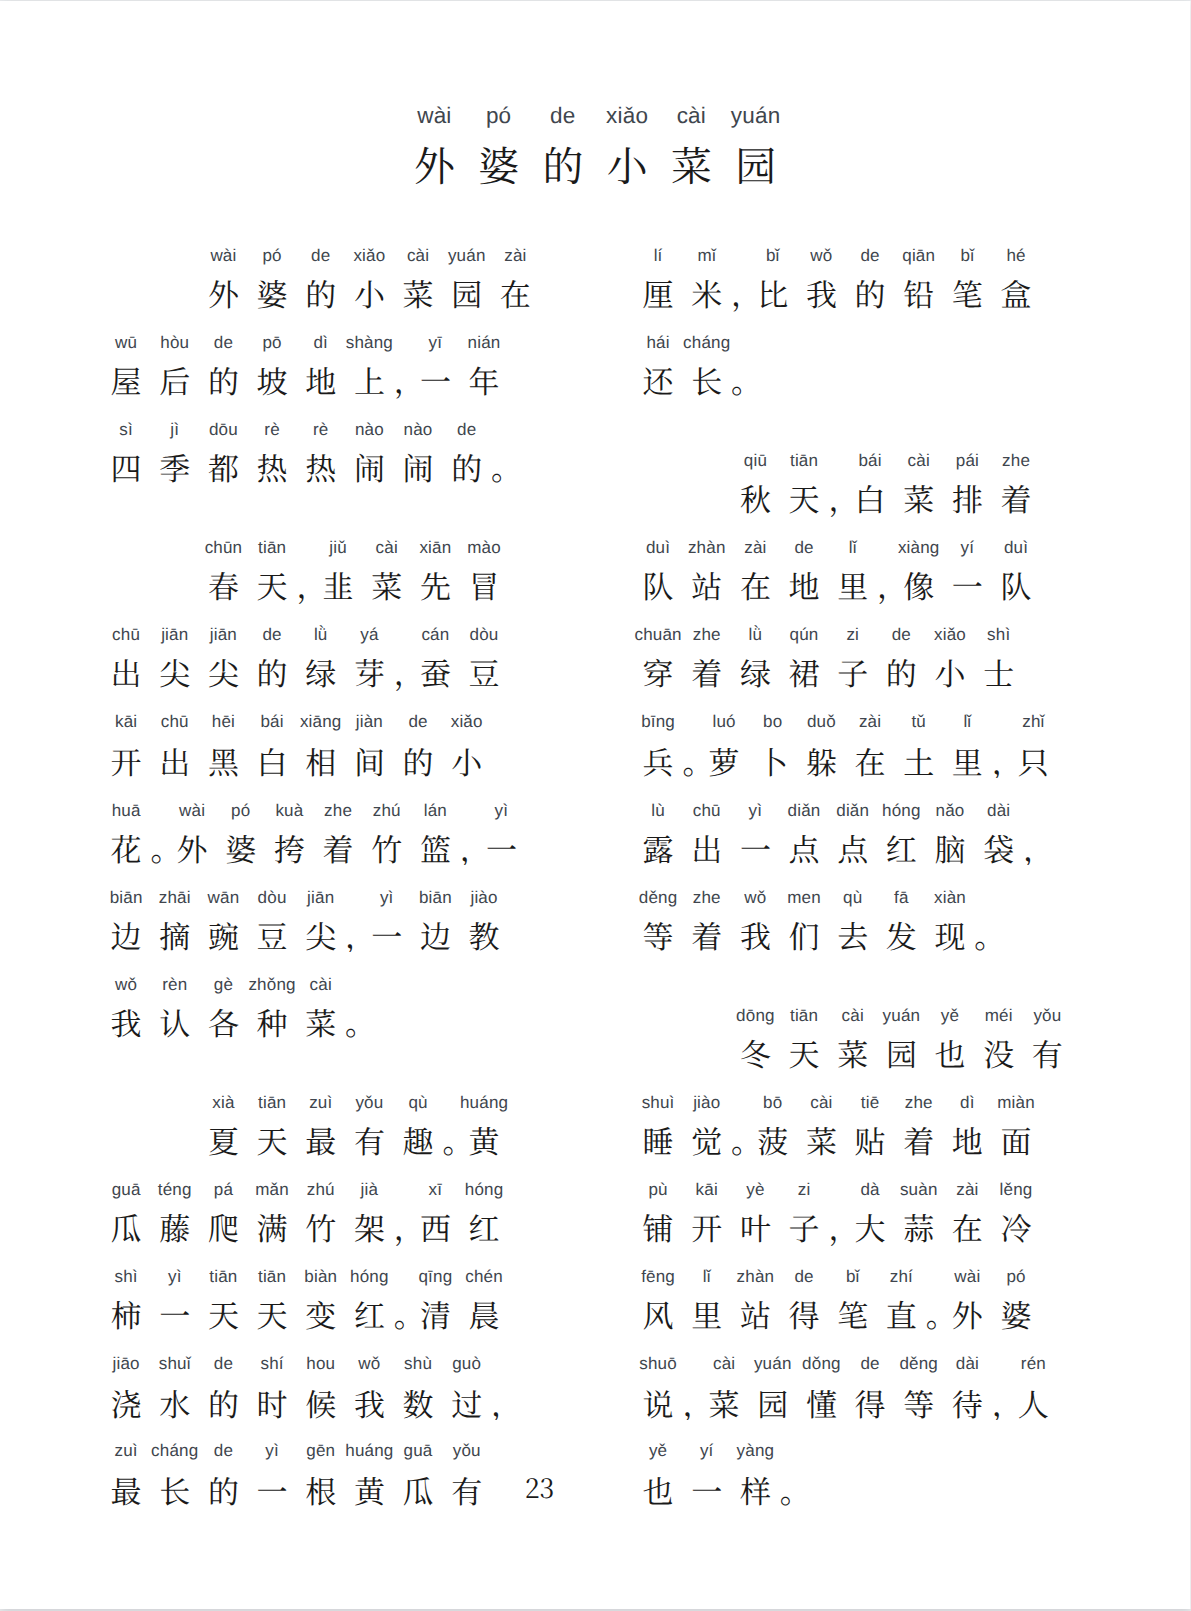 wài pó de xiǎo cài yuán
外婆的小菜园
wài pó de xiǎo cài yuán zài
外婆的小菜园在
wū hòu de pō dì shàng yī nián
屋后的坡地上，一年
sì jì dōu rè rè nào nào de
四季都热热闹闹的。
chūn tiān jiǔ cài xiān mào
春天，韭菜先冒
chū jiān jiān de lǜ yá cán dòu
出尖尖的绿芽，蚕豆
kāi chū hēi bái xiāng jiàn de xiǎo
开出黑白相间的小
huā wài pó kuà zhe zhú lán yì
花。外婆挎着竹篮，一
biān zhāi wān dòu jiān yì biān jiào
边摘豌豆尖，一边教
wǒ rèn gè zhǒng cài
我认各种菜。
xià tiān zuì yǒu qù huáng
夏天最有趣。黄
guā téng pá mǎn zhú jià xī hóng
瓜藤爬满竹架，西红
shì yì tiān tiān biàn hóng qīng chén
柿一天天变红。清晨
jiāo shuǐ de shí hou wǒ shù guò
浇水的时候我数过，
zuì cháng de yì gēn huáng guā yǒu
最长的一根黄瓜有 23
lí mǐ bǐ wǒ de qiān bǐ hé
厘米，比我的铅笔盒
hái cháng
还长。
qiū tiān bái cài pái zhe
秋天，白菜排着
duì zhàn zài de lǐ xiàng yí duì
队站在地里，像一队
chuān zhe lǜ qún zi de xiǎo shì
穿着绿裙子的小士
bīng luó bo duǒ zài tǔ lǐ zhǐ
兵。萝卜躲在土里，只
lù chū yì diǎn diǎn hóng nǎo dài
露出一点点红脑袋，
děng zhe wǒ men qù fā xiàn
等着我们去发现。
dōng tiān cài yuán yě méi yǒu
冬天菜园也没有
shuì jiào bō cài tiē zhe dì miàn
睡觉。菠菜贴着地面
pù kāi yè zi dà suàn zài lěng
铺开叶子，大蒜在冷
fēng lǐ zhàn de bǐ zhí wài pó
风里站得笔直。外婆
shuō cài yuán dǒng de děng dài rén
说，菜园懂得等待，人
yě yí yàng
也一样。